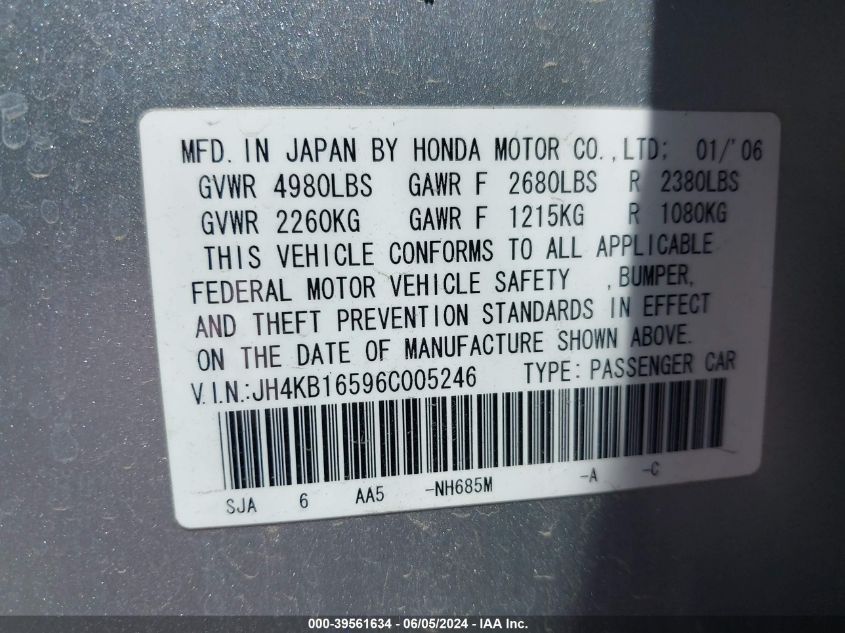 MFD. IN JAPAN BY HONDA MOTOR CO.,LTD; 01/'06
GVWR 4980LBS GAWR F 2680LBS R 2380LBS
GVWR 2260KG GAWR F 1215KG R 1080KG
THIS VEHICLE CONFORMS TO ALL APPLICABLE
FEDERAL MOTOR VEHICLE SAFETY , BUMPER,
AND THEFT PREVENTION STANDARDS IN EFFECT
ON THE DATE OF MANUFACTURE SHOWN ABOVE.
V.I.N.:JH4KB16596C005246 TYPE: PASSENGER CAR
SJA 6 AA5 -NH685M -A -C
000-39561634 - 06/05/2024 - IAA Inc.